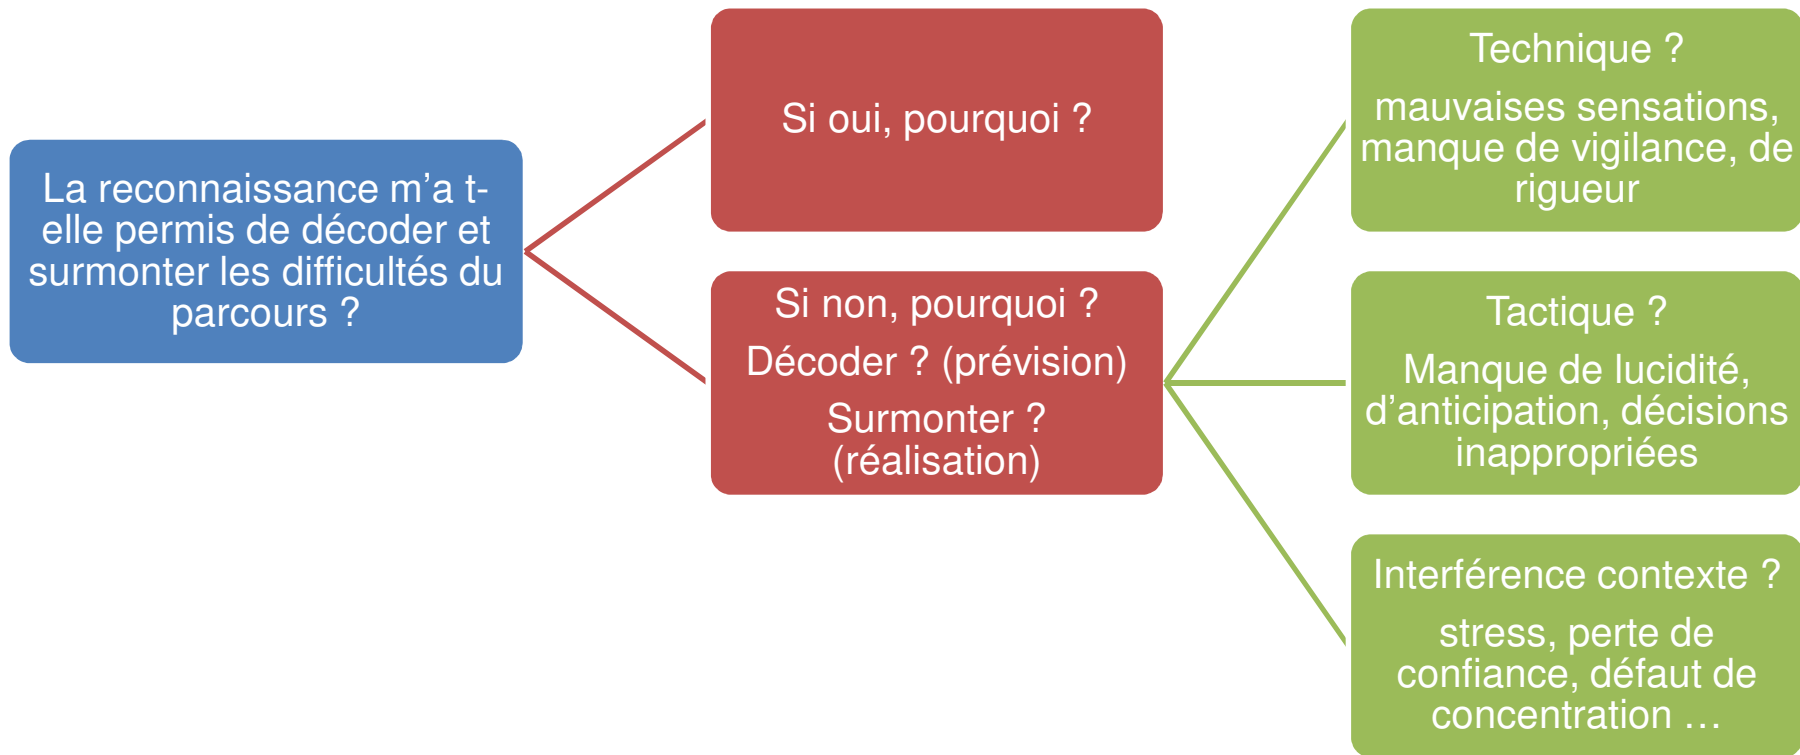 La reconnaissance m’a t-
elle permis de décoder et
surmonter les difficultés du
parcours ?
Si oui, pourquoi ?
Si non, pourquoi ?
Décoder ? (prévision)
Surmonter ?
(réalisation)
Technique ?
mauvaises sensations,
manque de vigilance, de
rigueur
Tactique ?
Manque de lucidité,
d’anticipation, décisions
inappropriées
Interférence contexte ?
stress, perte de
confiance, défaut de
concentration …